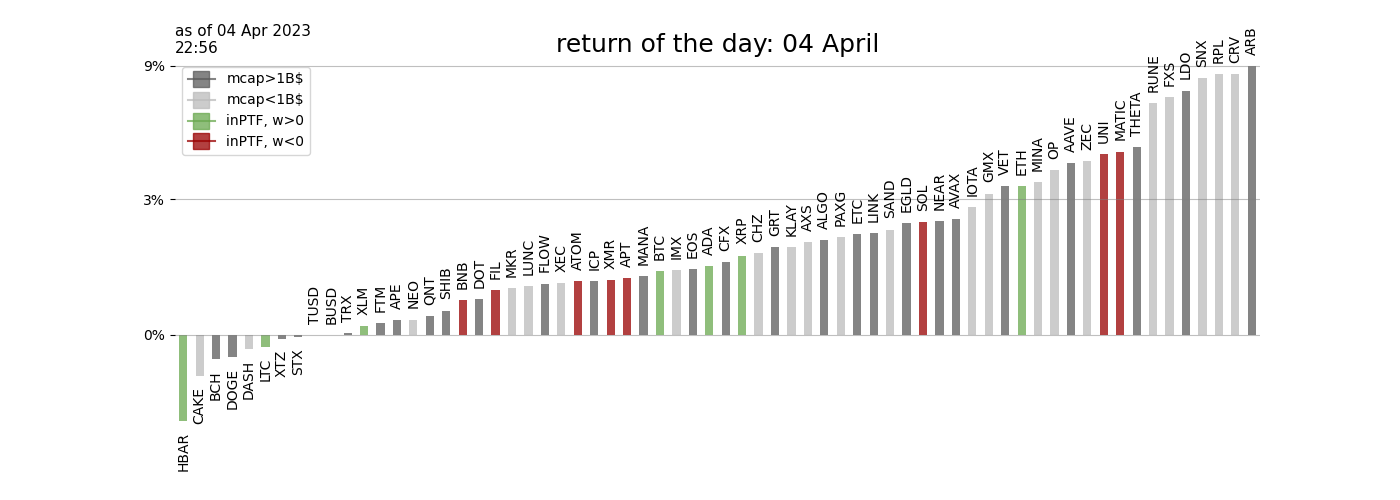 as of 04 Apr 2023
22:56
return of the day: 04 April
9%
3%
0%
mcap>1B$
mcap<1B$
inPTF, w>0
inPTF, w<0
HBAR
CAKE
BCH
DOGE
DASH
LTC
XTZ
STX
TUSD
BUSD
TRX
XLM
FTM
APE
NEO
QNT
SHIB
BNB
DOT
FIL
MKR
LUNC
FLOW
XEC
ATOM
ICP
XMR
APT
MANA
BTC
IMX
EOS
ADA
CFX
XRP
CHZ
GRT
KLAY
AXS
ALGO
PAXG
ETC
LINK
SAND
EGLD
SOL
NEAR
AVAX
IOTA
GMX
VET
ETH
MINA
OP
AAVE
ZEC
UNI
MATIC
THETA
RUNE
FXS
LDO
SNX
RPL
CRV
ARB